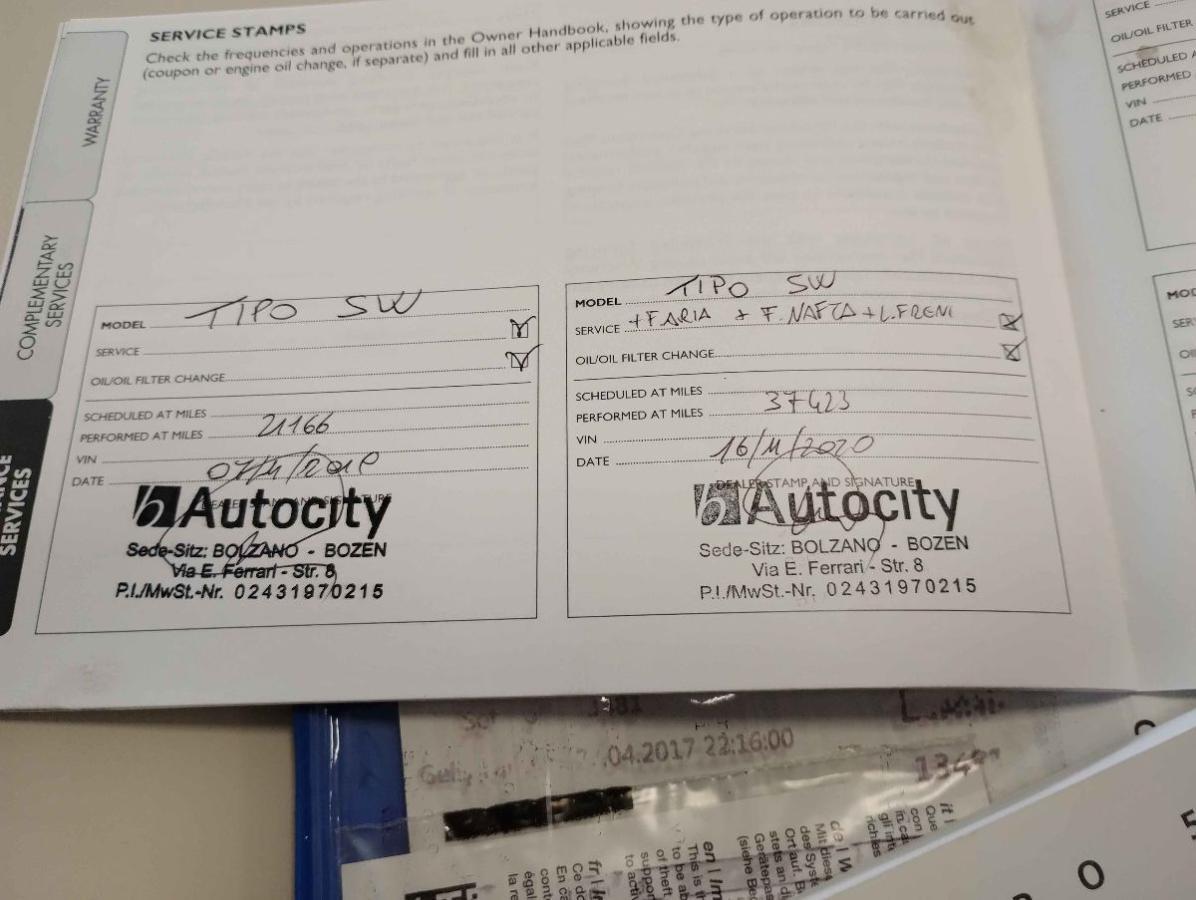 SERVICE STAMPS
Check the frequencies and operations in the Owner Handbook, showing the type of operation to be carried out
(coupon or engine oil change, if separate) and fill in all other applicable fields.
WARRANTY
COMPLEMENTARY
SERVICES
SERVICES
MODEL TIPO SW
SERVICE
OIL/OIL FILTER CHANGE
SCHEDULED AT MILES
PERFORMED AT MILES 21166
VIN
DATE
DEALER STAMP AND SIGNATURE
Autocity
Sede-Sitz: BOLZANO - BOZEN
Via E. Ferrari - Str. 8
P.I./MwSt.-Nr. 02431970215
MODEL TIPO SW
SERVICE +FARIA + F.NAFTA +L.FRENI
OIL/OIL FILTER CHANGE
SCHEDULED AT MILES
PERFORMED AT MILES 37423
VIN
DATE 16/11/2020
DEALER STAMP AND SIGNATURE
Autocity
Sede-Sitz: BOLZANO - BOZEN
Via E. Ferrari - Str. 8
P.I./MwSt.-Nr. 02431970215
SERVICE
OIL/OIL FILTER
SCHEDULED
PERFORMED
VIN
DATE
.04.2017 22:16:00